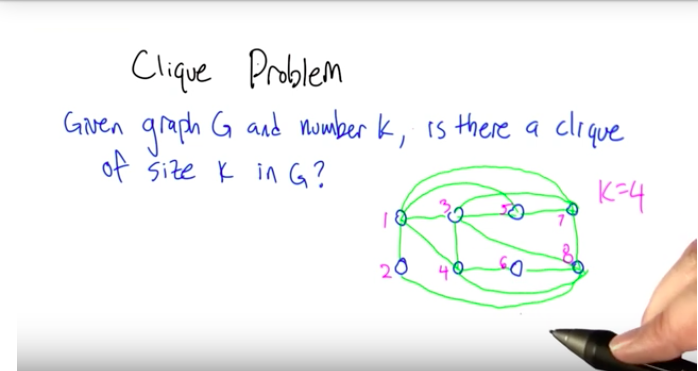 Clique Problem
Given graph G and number k, is there a clique
of size k in G?
K=4
1 3 5 7
2 4 6 8